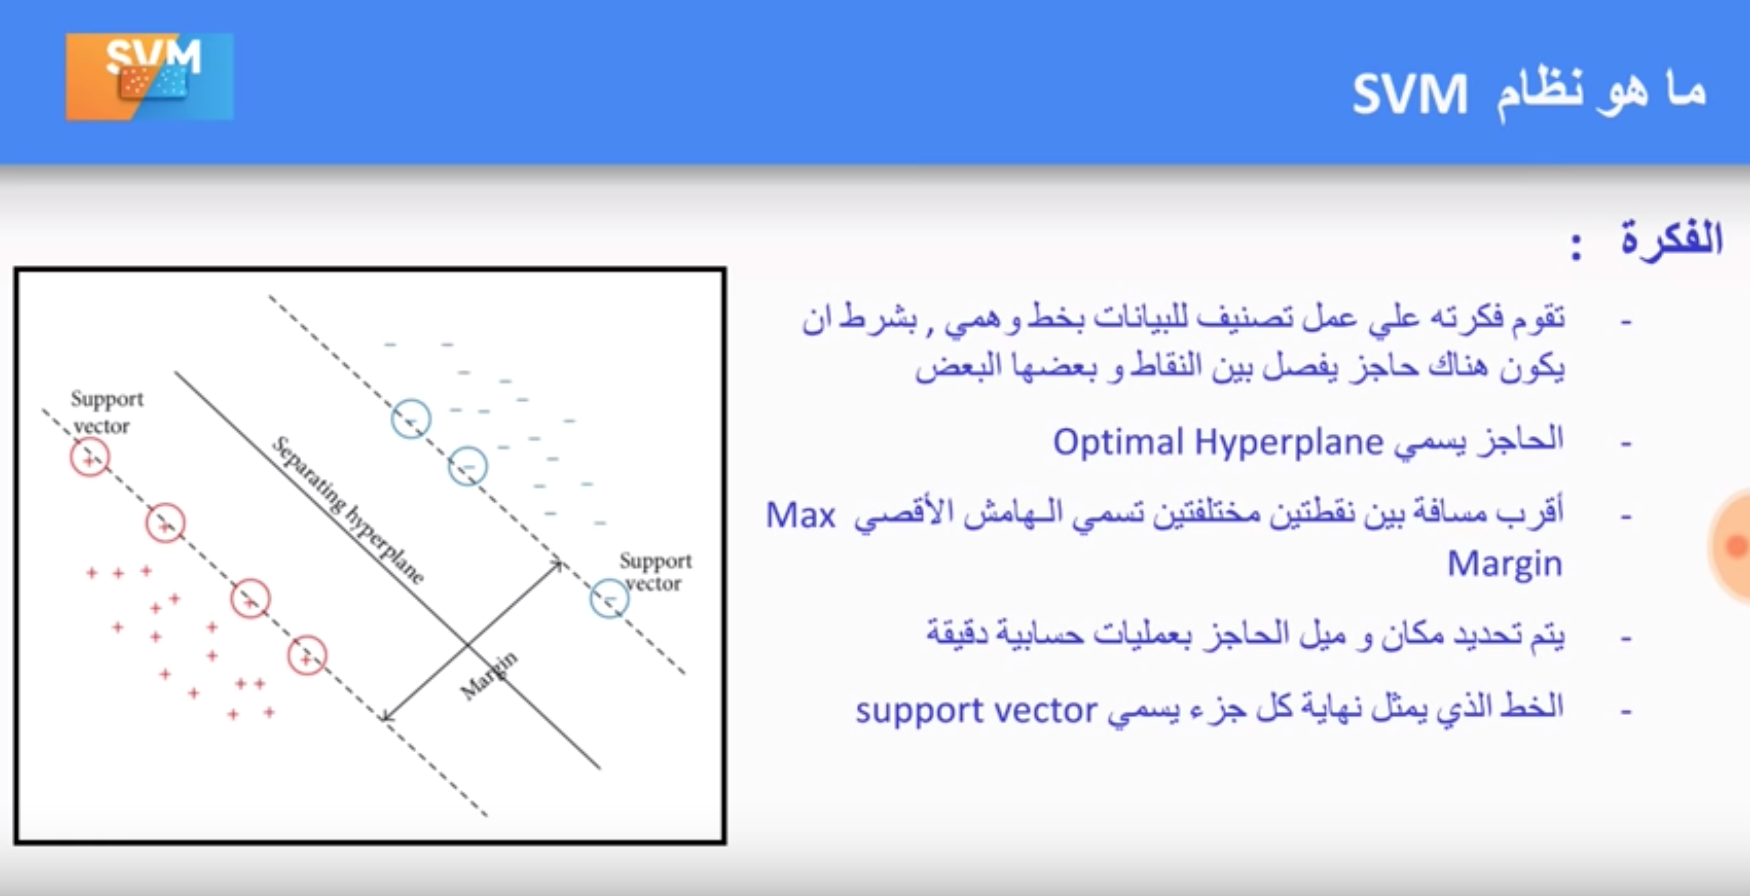 SVM
ما هو نظام SVM
الفكرة :
- تقوم فكرته علي عمل تصنيف للبيانات بخط وهمي , بشرط ان
يكون هناك حاجز يفصل بين النقاط و بعضها البعض
- الحاجز يسمي Optimal Hyperplane
- أقرب مسافة بين نقطتين مختلفتين تسمي الـهامش الأقصي Max
Margin
- يتم تحديد مكان و ميل الحاجز بعمليات حسابية دقيقة
- الخط الذي يمثل نهاية كل جزء يسمي support vector
Support
vector
Separating hyperplane
Support
vector
Margin